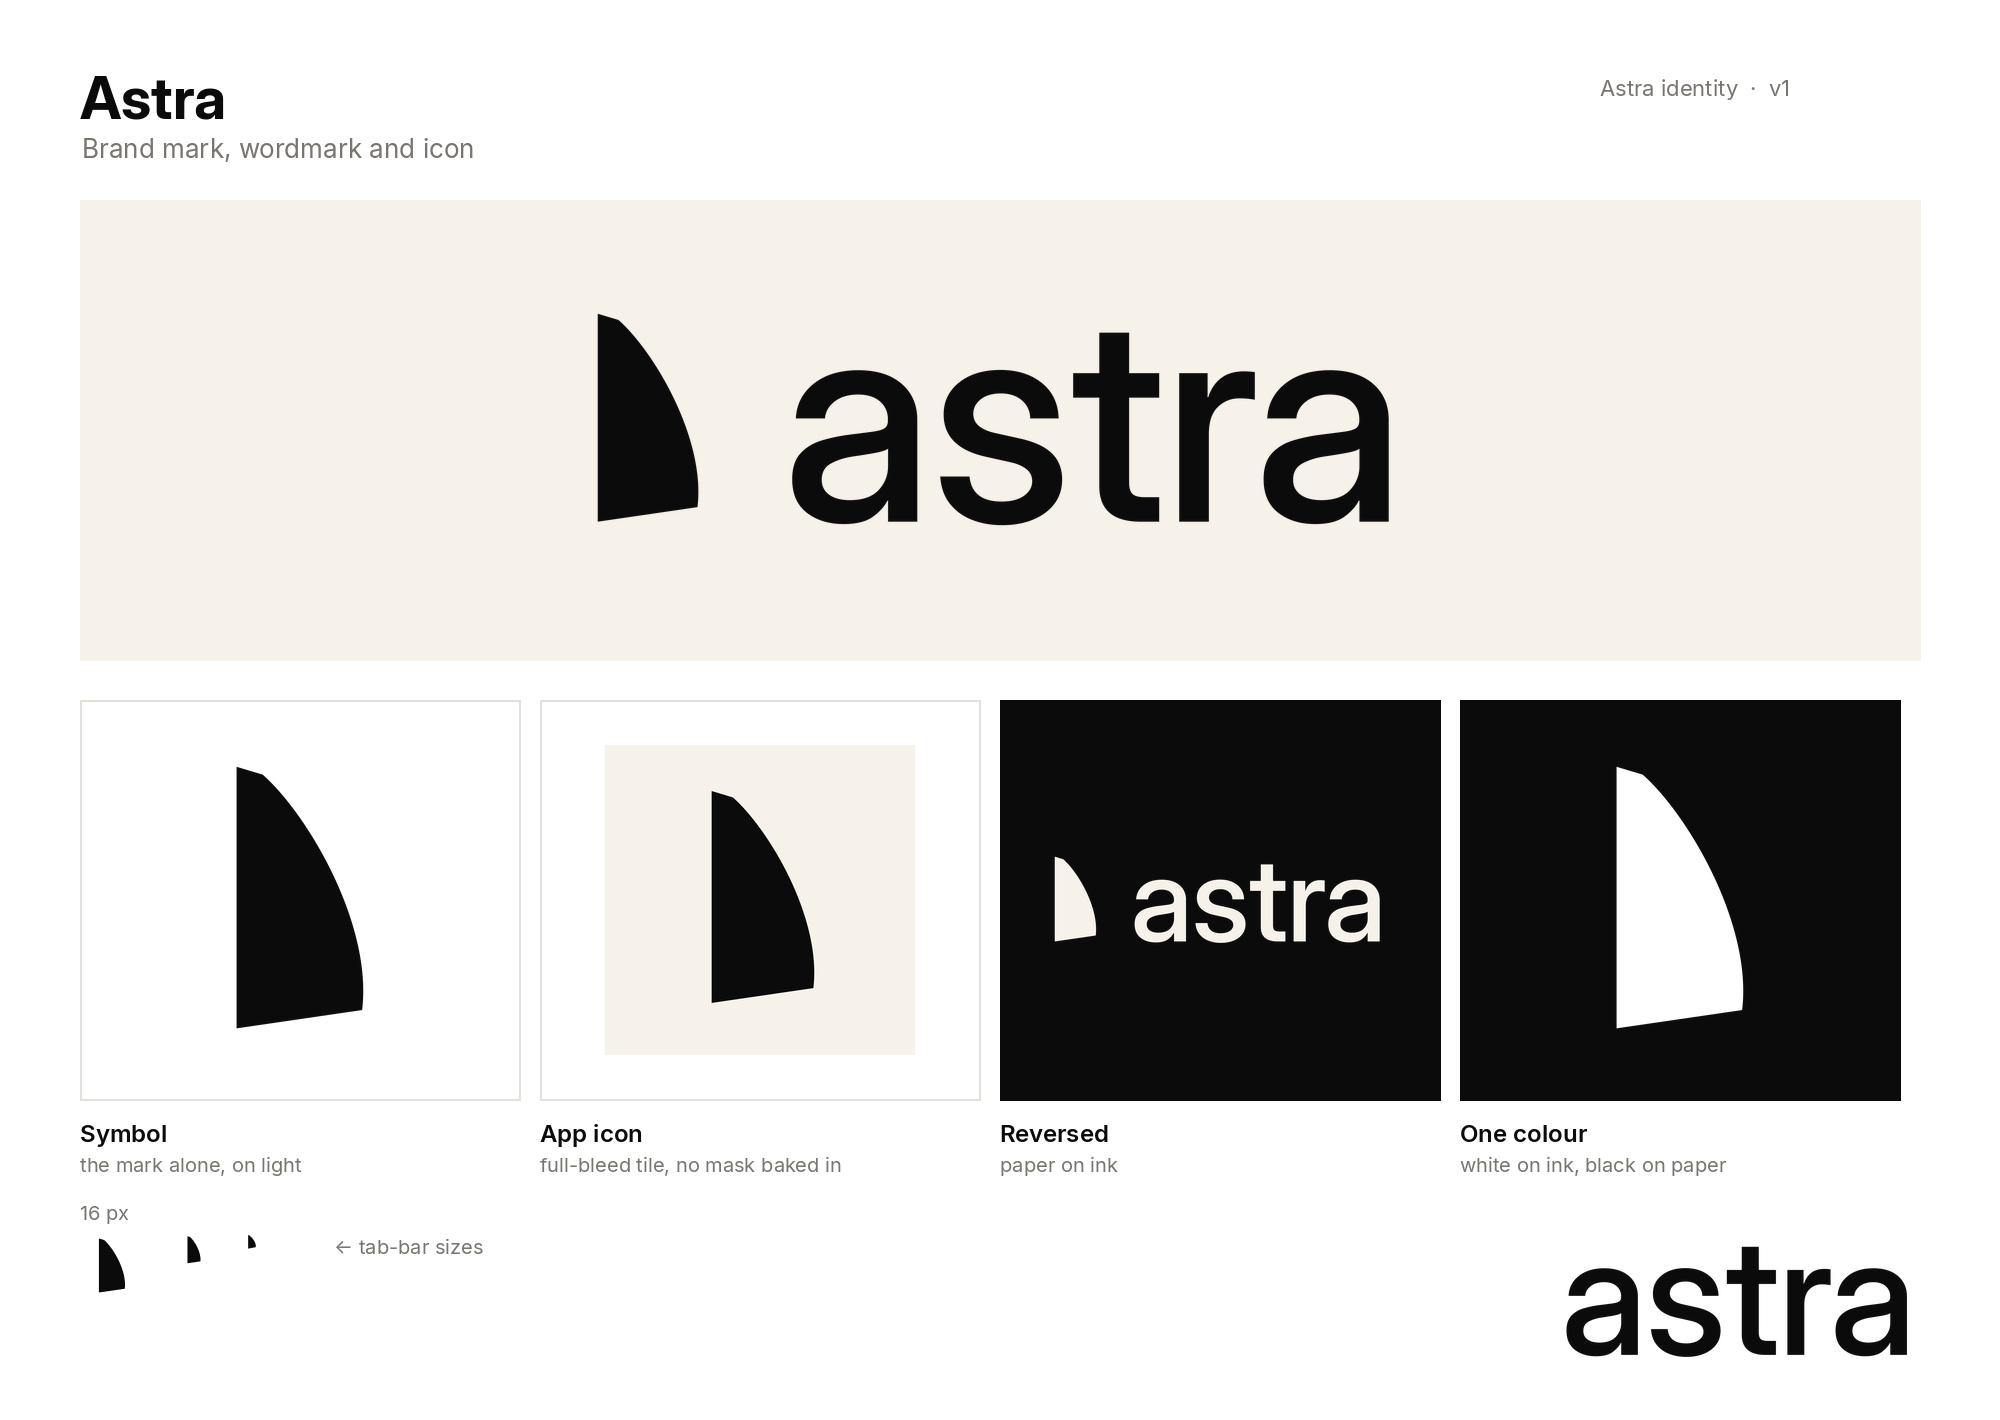 Astra
Astra identity · v1
Brand mark, wordmark and icon
astra
astra
Symbol
App icon
Reversed
One colour
the mark alone, on light
full-bleed tile, no mask baked in
paper on ink
white on ink, black on paper
16 px
← tab-bar sizes
astra